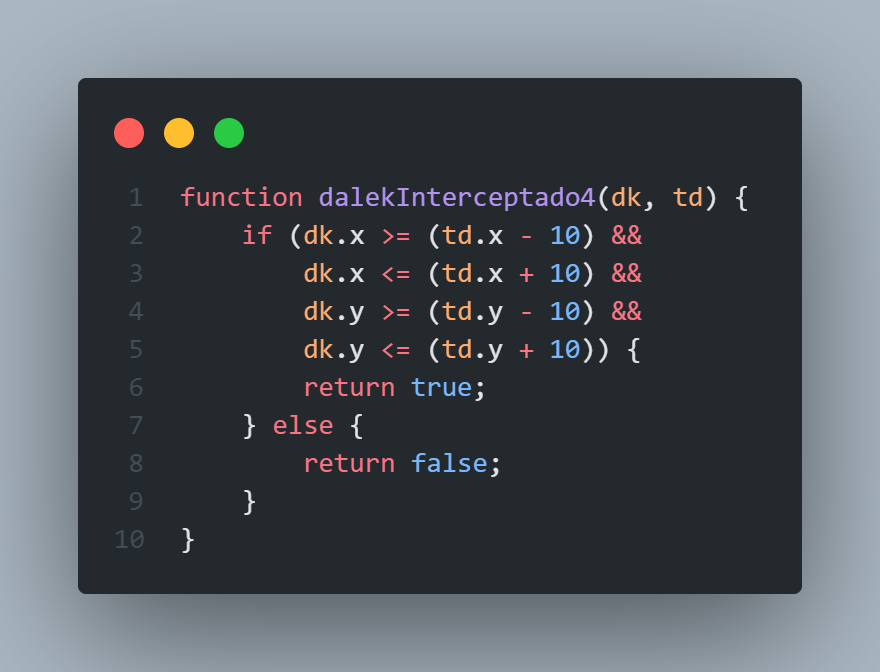 1 function dalekInterceptado4(dk, td) {
2     if (dk.x >= (td.x - 10) &&
3         dk.x <= (td.x + 10) &&
4         dk.y >= (td.y - 10) &&
5         dk.y <= (td.y + 10)) {
6         return true;
7     } else {
8         return false;
9     }
10 }